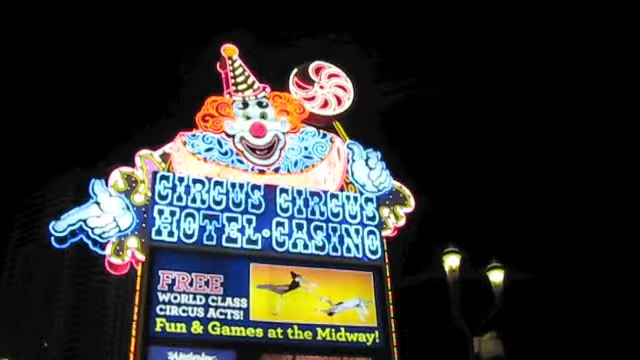 CIRCUS CIRCUS
HOTEL·CASINO
FREE
WORLD CLASS
CIRCUS ACTS!
Fun & Games at the Midway!